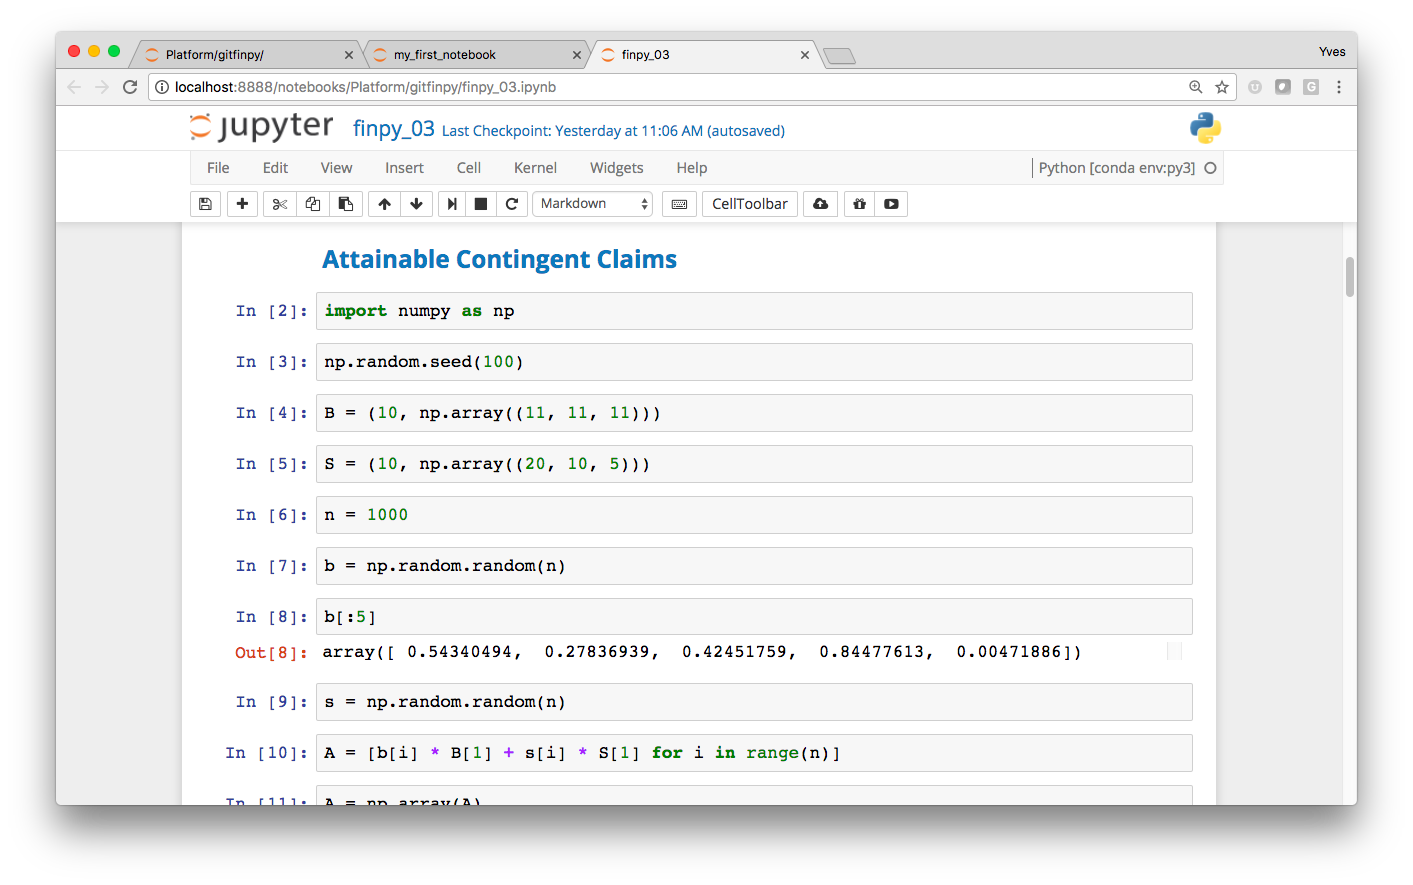 Platform/gitfinpy/ my_first_notebook finpy_03 Yves
localhost:8888/notebooks/Platform/gitfinpy/finpy_03.ipynb
jupyter finpy_03 Last Checkpoint: Yesterday at 11:06 AM (autosaved)
File Edit View Insert Cell Kernel Widgets Help Python [conda env:py3]
Markdown CellToolbar
Attainable Contingent Claims
In [2]: import numpy as np
In [3]: np.random.seed(100)
In [4]: B = (10, np.array((11, 11, 11)))
In [5]: S = (10, np.array((20, 10, 5)))
In [6]: n = 1000
In [7]: b = np.random.random(n)
In [8]: b[:5]
Out[8]: array([ 0.54340494,  0.27836939,  0.42451759,  0.84477613,  0.00471886])
In [9]: s = np.random.random(n)
In [10]: A = [b[i] * B[1] + s[i] * S[1] for i in range(n)]
In [11]: A = np.array(A)